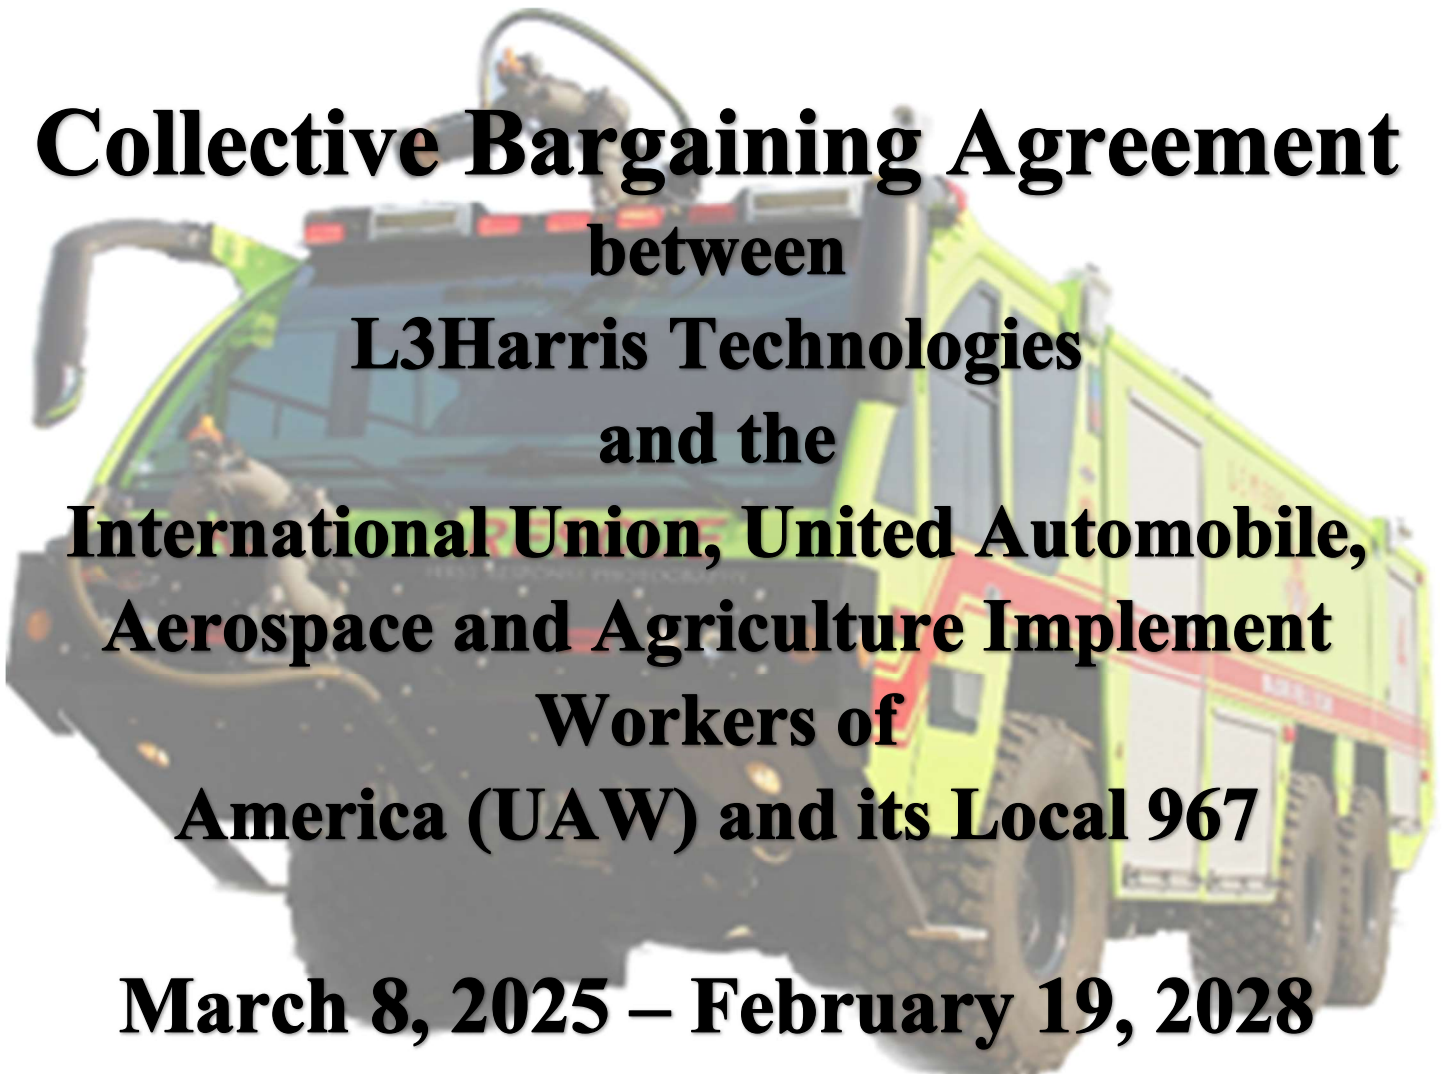 Collective Bargaining Agreement
between
L3Harris Technologies
and the
International Union, United Automobile,
Aerospace and Agriculture Implement
Workers of
America (UAW) and its Local 967
March 8, 2025 – February 19, 2028
RESCUE